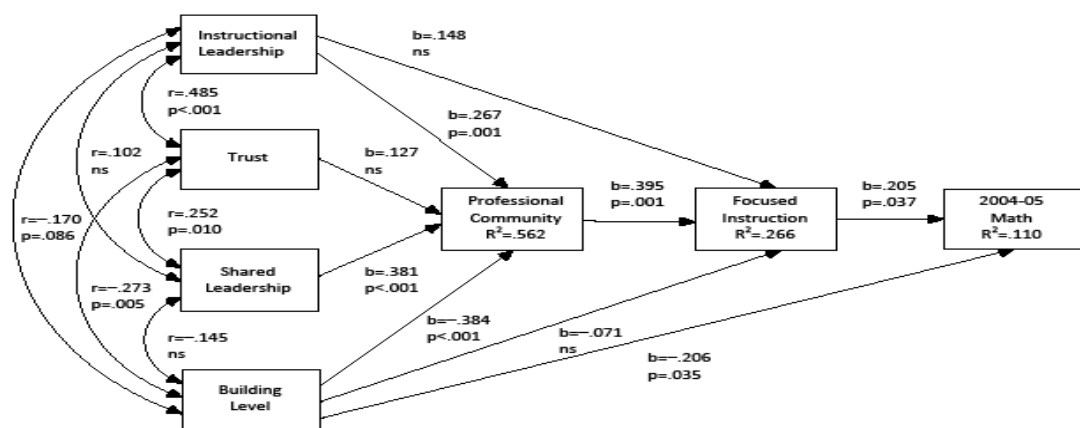 Instructional
Leadership
b=.148
ns
r=.485
p<.001
b=.267
p=.001
r=.102
ns
Trust
b=.127
ns
Professional
Community
R²=.562
b=.395
p=.001
Focused
Instruction
R²=.266
b=.205
p=.037
2004-05
Math
R²=.110
r=−.170
p=.086
r=.252
p=.010
Shared
Leadership
b=.381
p<.001
r=−.273
p=.005
b=−.384
p<.001
b=−.071
ns
r=−.145
ns
b=−.206
p=.035
Building
Level